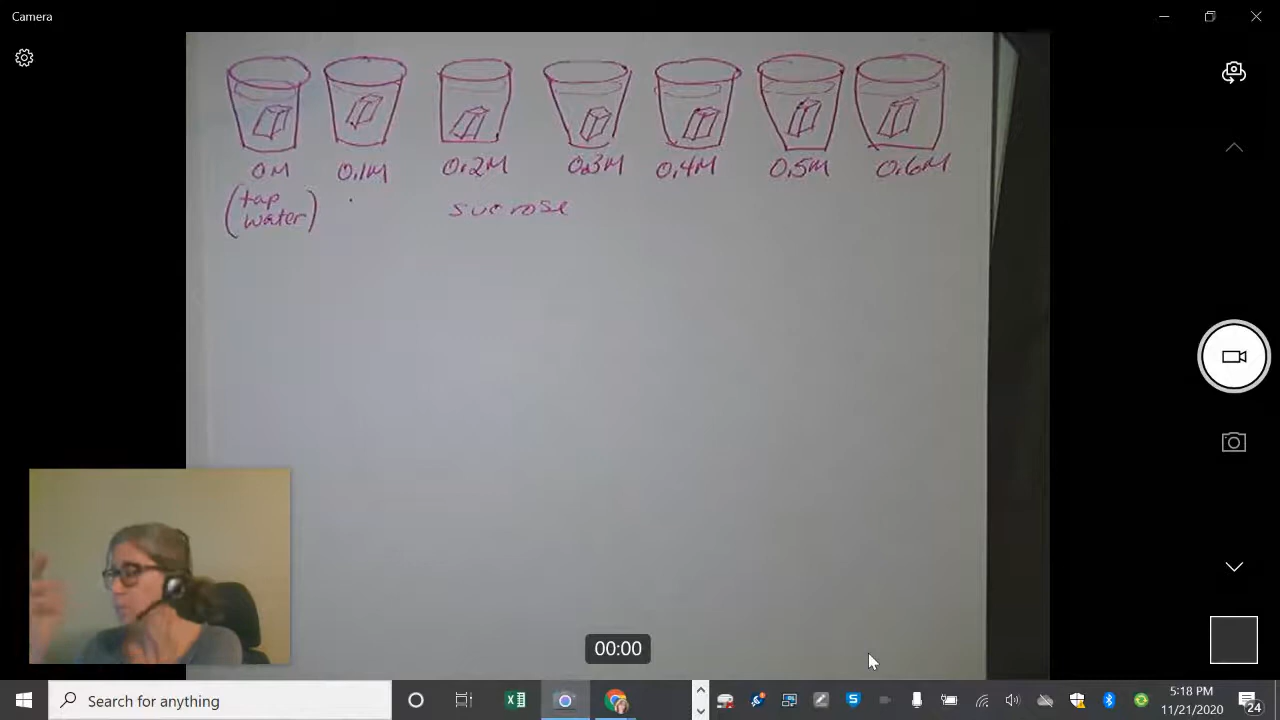 Camera
0M 0.1M 0.2M 0.3M 0.4M 0.5M 0.6M
(tap
water)
sucrose
00:00
Search for anything
5:18 PM
11/21/2020
24